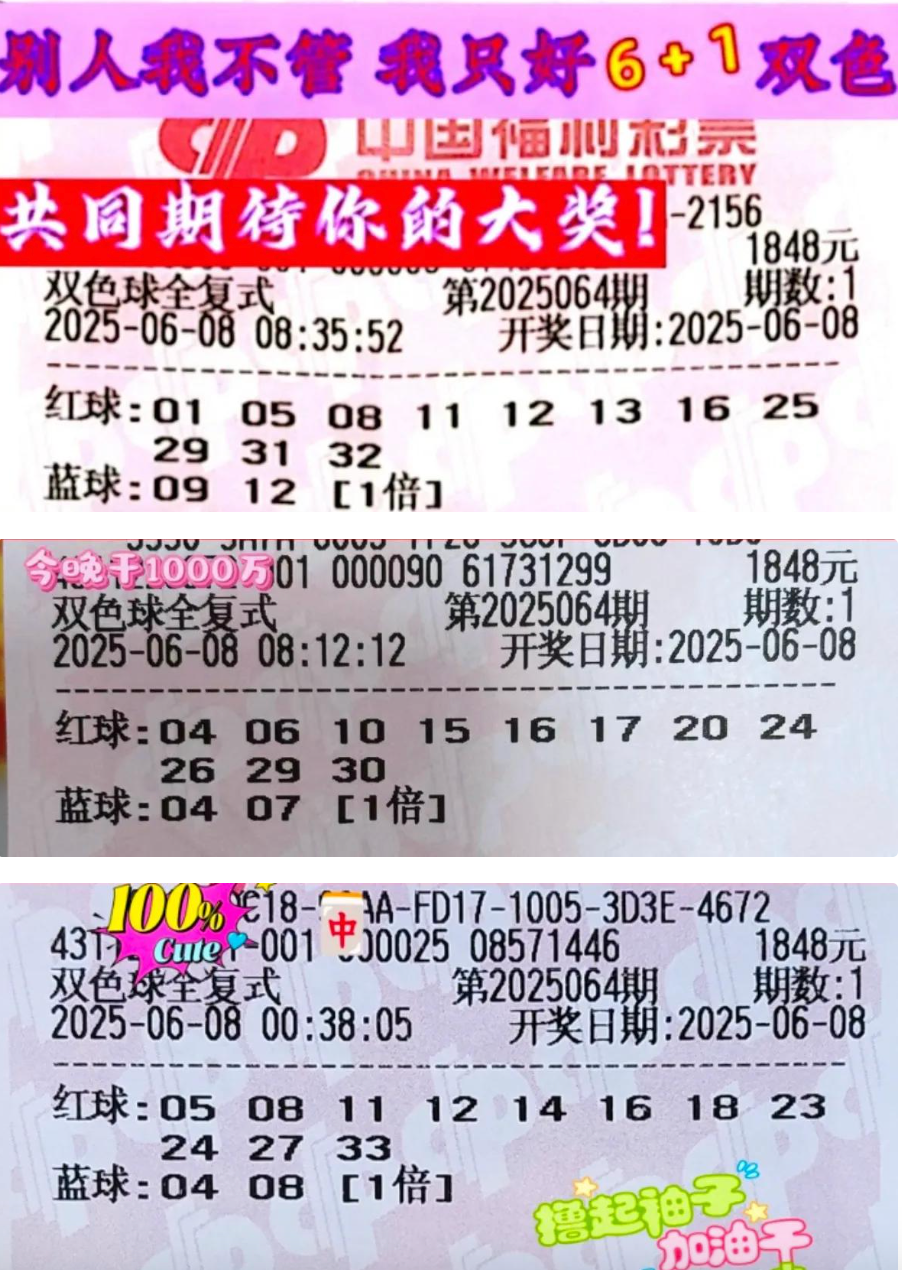 别人我不管 我只好6+1双色
中国福利彩票
CHINA WELFARE LOTTERY
共同期待你的大奖!
-2156
1848元
双色球全复式 第2025064期 期数:1
2025-06-08 08:35:52 开奖日期:2025-06-08
红球:01 05 08 11 12 13 16 25
29 31 32
蓝球:09 12 [1倍]
今晚干1000万
01 000090 61731299 1848元
双色球全复式 第2025064期 期数:1
2025-06-08 08:12:12 开奖日期:2025-06-08
红球:04 06 10 15 16 17 20 24
26 29 30
蓝球:04 07 [1倍]
100%
Cute
中
C18- AA-FD17-1005-3D3E-4672
431 -001 000025 08571446 1848元
双色球全复式 第2025064期 期数:1
2025-06-08 00:38:05 开奖日期:2025-06-08
红球:05 08 11 12 14 16 18 23
24 27 33
蓝球:04 08 [1倍]
撸起袖子
加油干